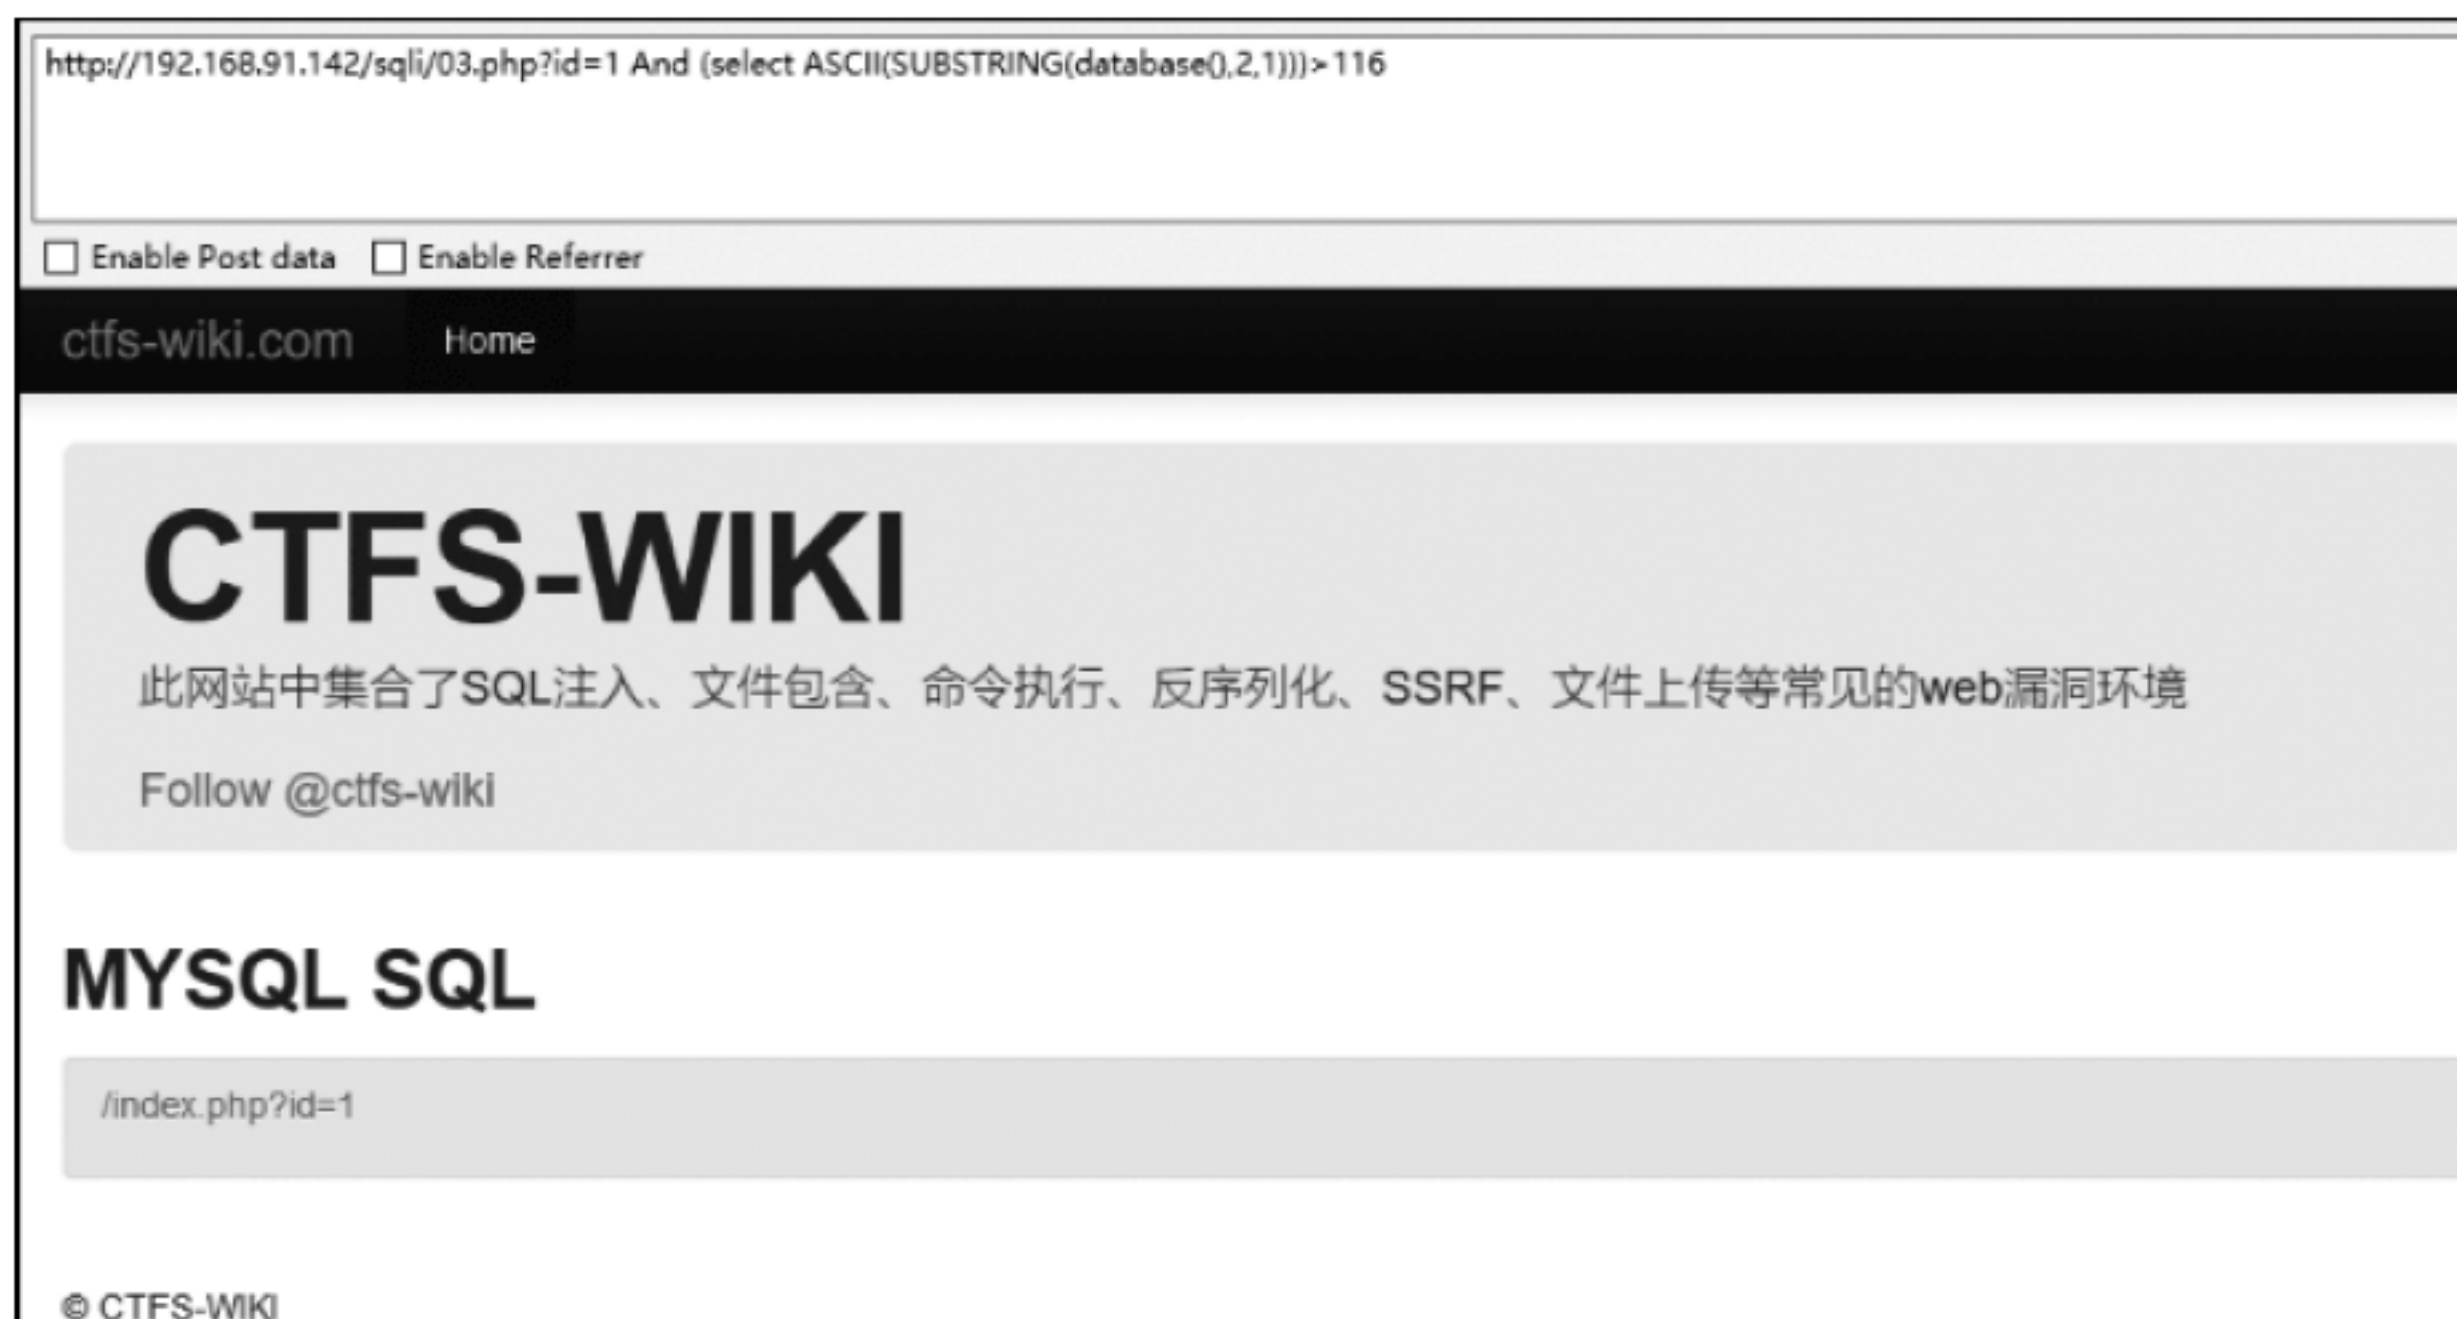 http://192.168.91.142/sqli/03.php?id=1 And (select ASCII(SUBSTRING(database(),2,1)))>116
Enable Post data Enable Referrer
ctfs-wiki.com Home
CTFS-WIKI
此网站中集合了SQL注入、文件包含、命令执行、反序列化、SSRF、文件上传等常见的web漏洞环境
Follow @ctfs-wiki
MYSQL SQL
/index.php?id=1
© CTFS-WIKI